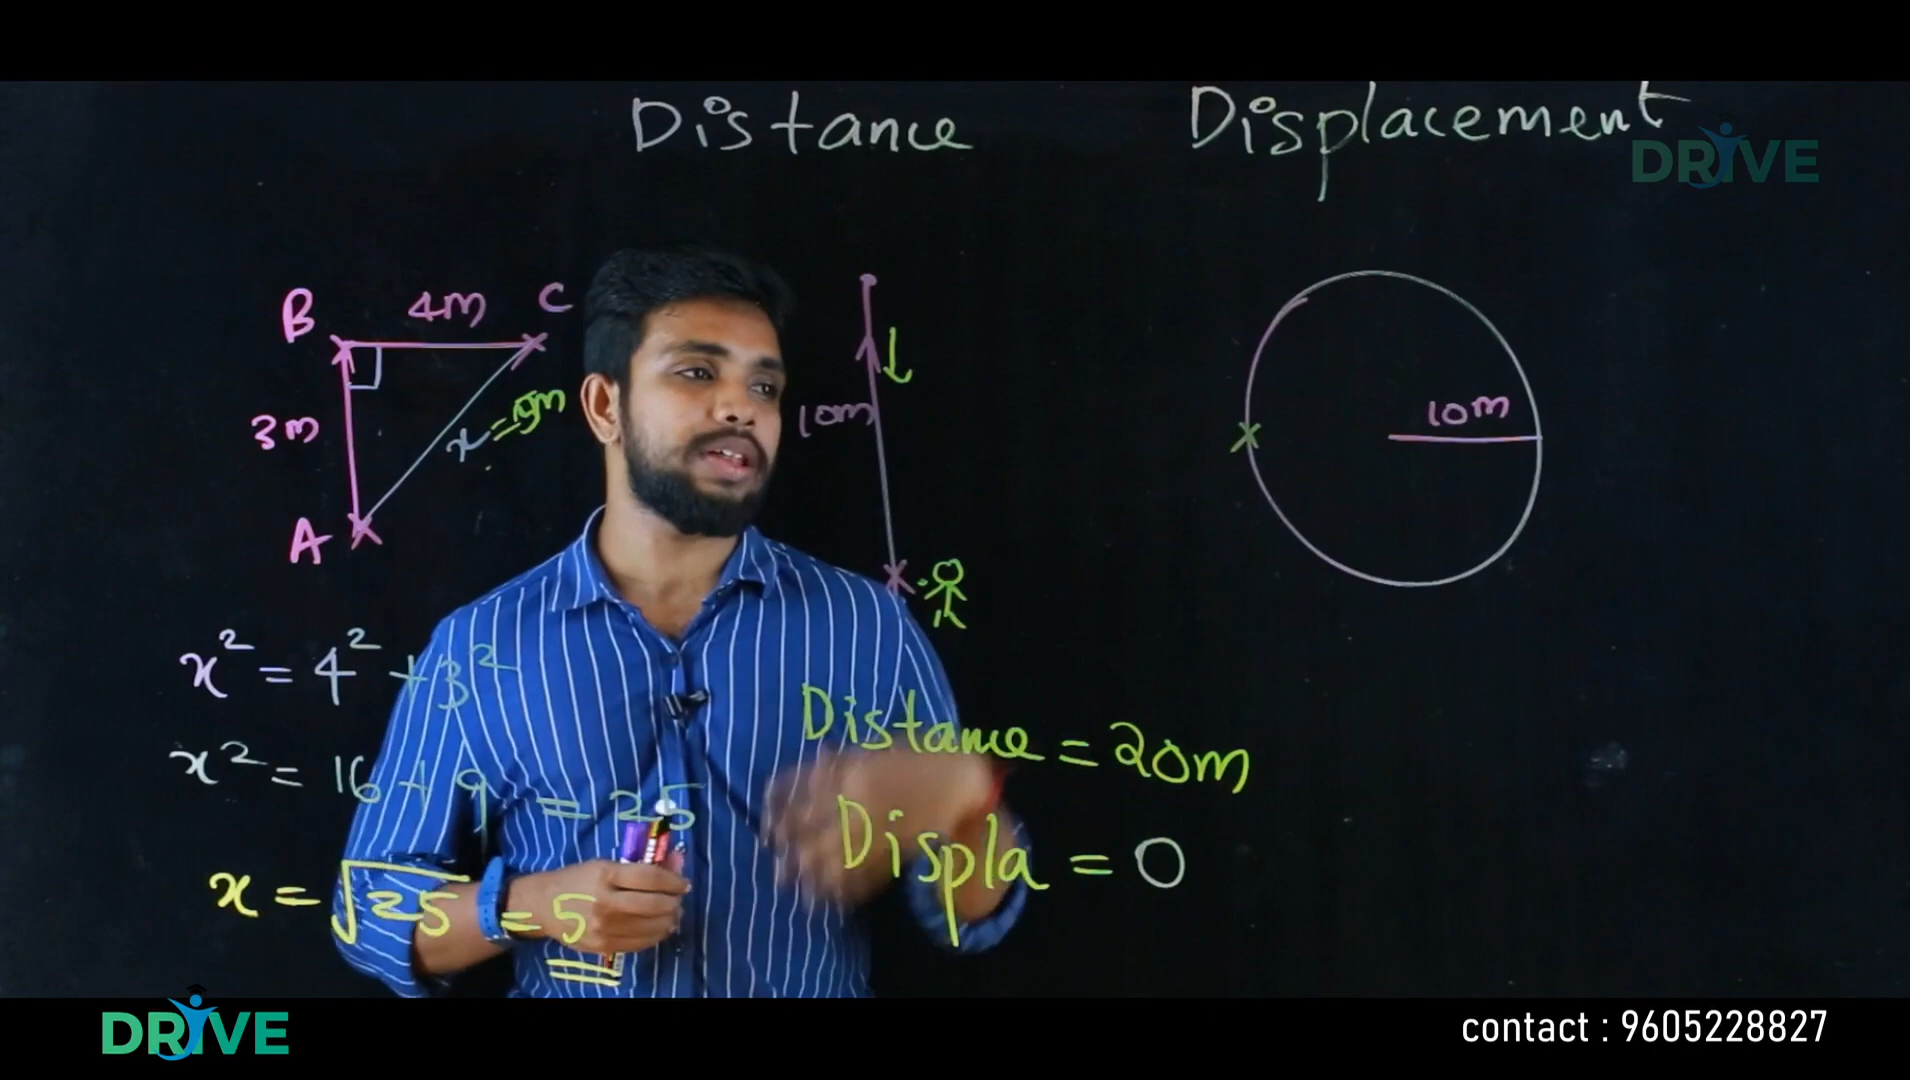 Distance
Displacement
DRIVE
B
4m
C
3m
x = 5m
A
10m
10m
x² = 4² + 3²
x² = 16 + 9 = 25
x = √25 = 5
Distance = 20m
Displa = 0
DRIVE
contact : 9605228827